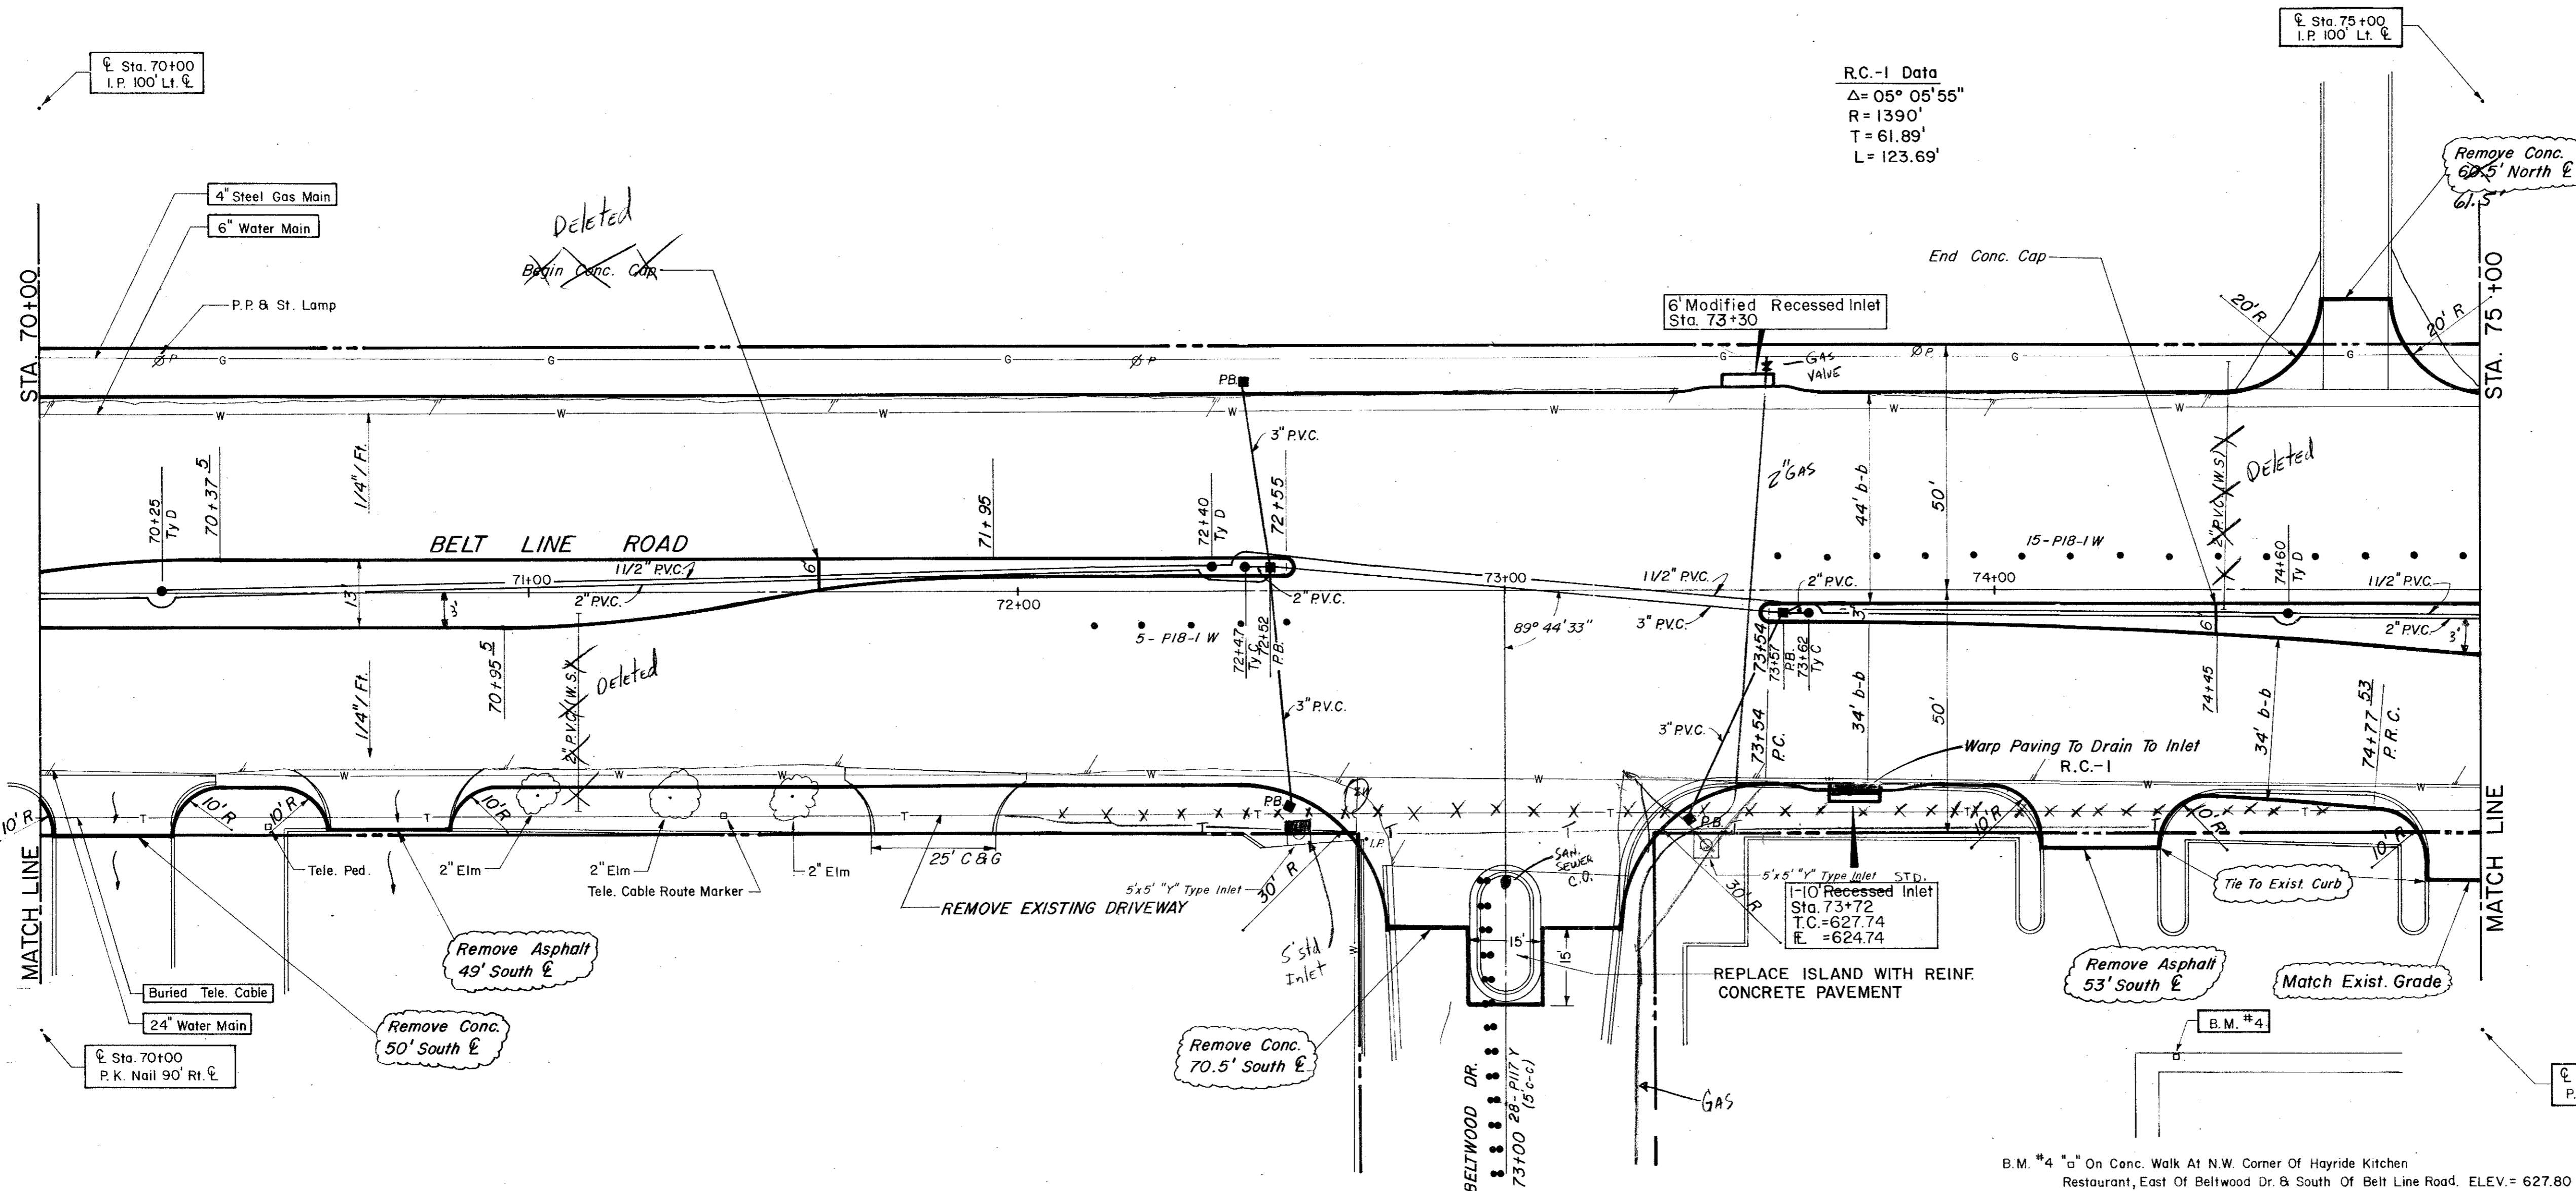 ℄ Sta. 70+00
I.P. 100' Lt. ℄
℄ Sta. 75+00
I.P. 100' Lt. ℄
R.C.-1 Data
Δ= 05° 05'55"
R = 1390'
T = 61.89'
L = 123.69'
Remove Conc.
60.5' North ℄
61.5'
4" Steel Gas Main
6" Water Main
P.P. & St. Lamp
Deleted
Begin Conc. Cap
End Conc. Cap
6' Modified Recessed Inlet
Sta. 73+30
20' R
20' R
STA. 70+00
STA. 75+00
ØP
G
G
ØP
G
G
ØP
G
G
GAS
VALVE
P.B.
W
W
W
W
W
W
W
3" P.V.C.
2" GAS
70+25
Ty D
70+37 5
1/4"/Ft.
71+95
72+40
Ty D
72+55
44' b-b
50'
2" P.V.C. (W.S.)
Deleted
74+60
Ty D
15-P18-1 W
BELT LINE ROAD
13'
3'
71+00
1 1/2" P.V.C.
2" P.V.C.
6'
72+00
2" P.V.C.
73+00
1 1/2" P.V.C.
2" P.V.C.
3'
74+00
1 1/2" P.V.C.
2" P.V.C.
6'
3'
5-P18-1 W
72+47
Ty C
72+52
P.B.
89° 44'33"
3" P.V.C.
73+54
73+57
P.B.
73+62
Ty C
1/4"/Ft.
70+95 5
2" P.V.C. (W.S.)
Deleted
3" P.V.C.
3" P.V.C.
73+54
P.C.
34' b-b
50'
74+45
34' b-b
74+77 53
P.R.C.
Warp Paving To Drain To Inlet
R.C.-1
W
W
W
W
W
W
W
10' R
10' R
10' R
10' R
T
T
T
T
P.B.
P.B.
10' R
10' R
10' R
I.P.
Tele. Ped.
2" Elm
2" Elm
2" Elm
Tele. Cable Route Marker
25' C & G
REMOVE EXISTING DRIVEWAY
5'x5' "Y" Type Inlet
30' R
5' std
Inlet
SAN.
SEWER
C.O.
5'x5' "Y" Type Inlet STD.
30' R
1-10' Recessed Inlet
Sta. 73+72
T.C.=627.74
℄ =624.74
15'
15'
REPLACE ISLAND WITH REINF.
CONCRETE PAVEMENT
Tie To Exist. Curb
Remove Asphalt
49' South ℄
Remove Asphalt
53' South ℄
Match Exist. Grade
MATCH LINE
MATCH LINE
Buried Tele. Cable
24" Water Main
Remove Conc.
50' South ℄
Remove Conc.
70.5' South ℄
℄ Sta. 70+00
P.K. Nail 90' Rt. ℄
BELTWOOD DR.
73+00
28-P117 Y
(5' c-c)
GAS
B.M. #4
℄
P.
B.M. #4 "□" On Conc. Walk At N.W. Corner Of Hayride Kitchen
Restaurant, East Of Beltwood Dr. & South Of Belt Line Road. ELEV.= 627.80